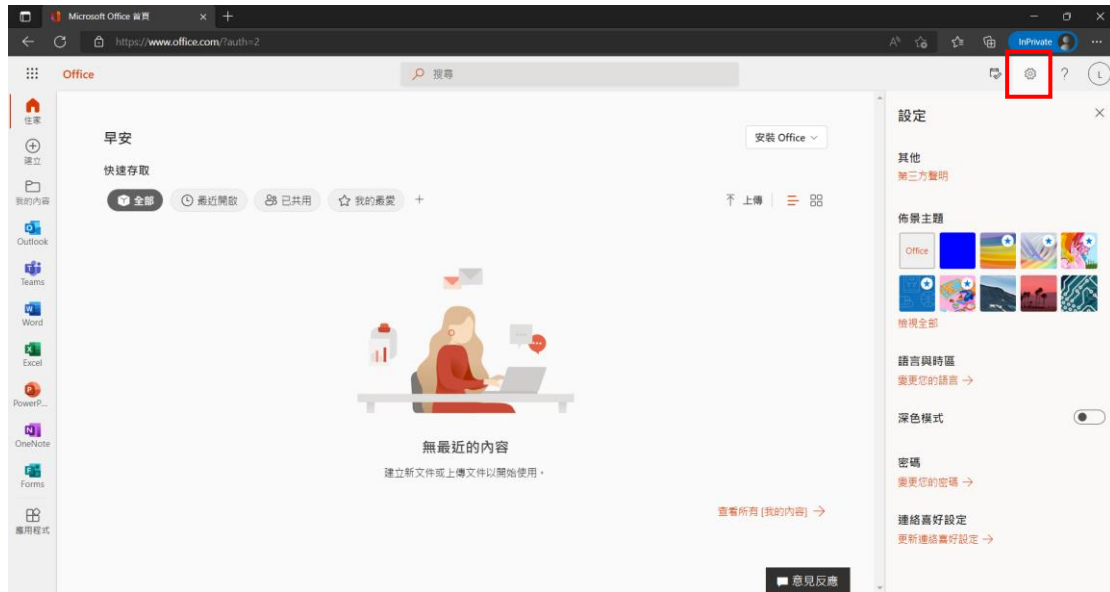 Microsoft Office 首頁
https://www.office.com/?auth=2
InPrivate
Office
搜尋
?
L
住家
建立
我的內容
Outlook
Teams
Word
Excel
PowerP...
OneNote
Forms
應用程式
早安
安裝 Office
快速存取
全部
最近開啟
已共用
我的最愛
上傳
無最近的內容
建立新文件或上傳文件以開始使用。
查看所有 [我的內容] →
意見反應
設定
其他
第三方聲明
佈景主題
Office
檢視全部
語言與時區
變更您的語言 →
深色模式
密碼
變更您的密碼 →
連絡喜好設定
更新連絡喜好設定 →